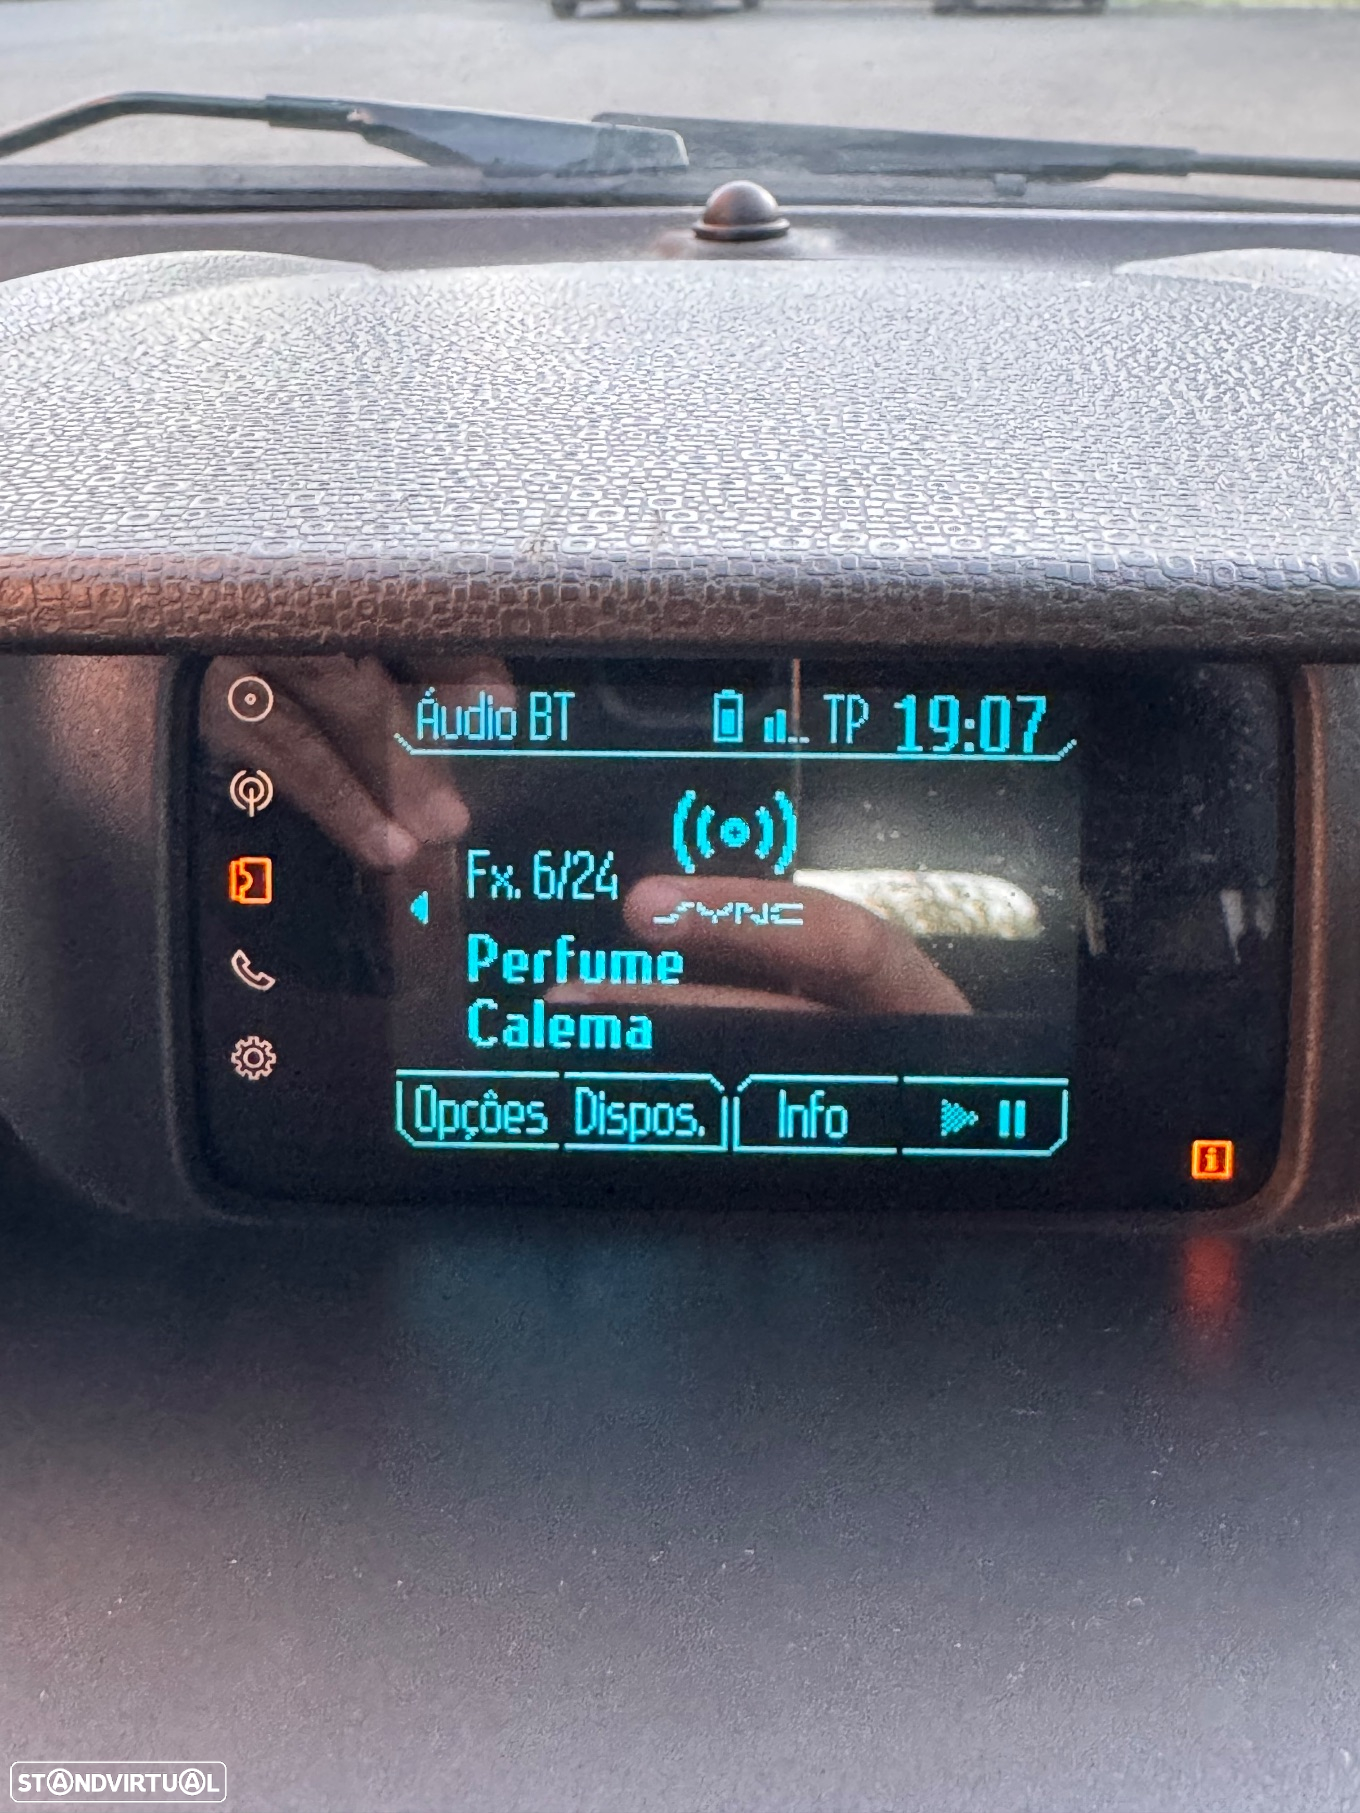 Áudio BT TP 19:07
Fx. 6/24
SYNC
Perfume
Calema
Opções Dispos. Info
STANDVIRTUAL